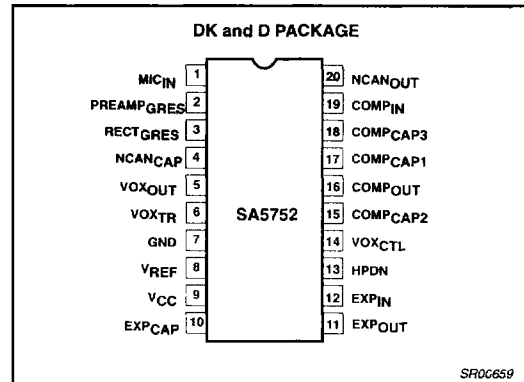 DK and D PACKAGE
MICIN 1 20 NCANOUT
PREAMPGRES 2 19 COMPIN
RECTGRES 3 18 COMPCAP3
NCANCAP 4 17 COMPCAP1
VOXOUT 5 16 COMPOUT
VOXTR 6 SA5752 15 COMPCAP2
GND 7 14 VOXCTL
VREF 8 13 HPDN
VCC 9 12 EXPIN
EXPCAP 10 11 EXPOUT
SR00659